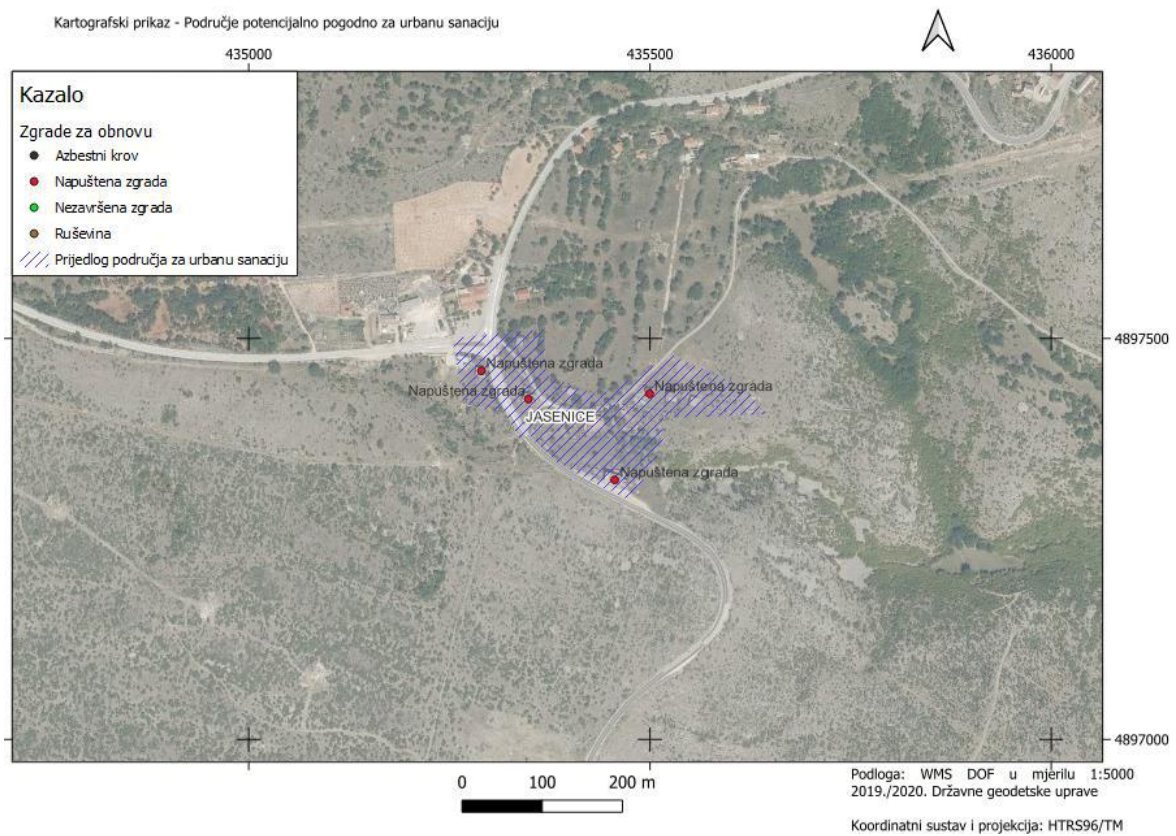 Kartografski prikaz - Područje potencijalno pogodno za urbanu sanaciju
435000
435500
436000
Kazalo
Zgrade za obnovu
Azbestni krov
Napuštena zgrada
Nezavršena zgrada
Ruševina
Prijedlog područja za urbanu sanaciju
4897500
Napuštena zgrada
Napuštena zgrada
Napuštena zgrada
JASENICE
Napuštena zgrada
4897000
0 100 200 m
Podloga: WMS DOF u mjerilu 1:5000
2019./2020. Državne geodetske uprave
Koordinatni sustav i projekcija: HTRS96/TM